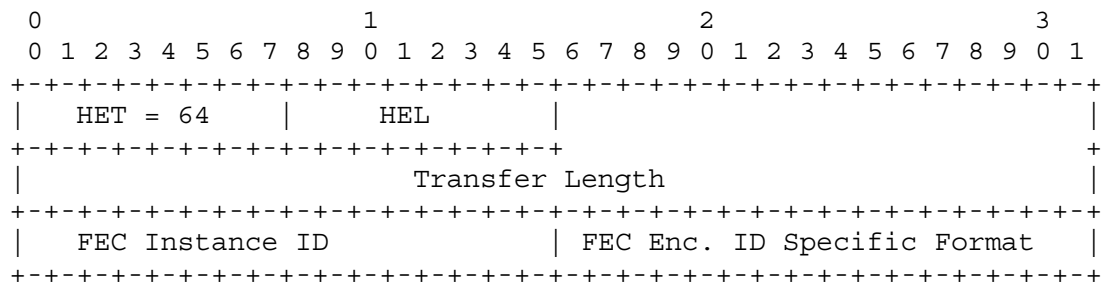 0                   1                   2                   3
 0 1 2 3 4 5 6 7 8 9 0 1 2 3 4 5 6 7 8 9 0 1 2 3 4 5 6 7 8 9 0 1
+-+-+-+-+-+-+-+-+-+-+-+-+-+-+-+-+-+-+-+-+-+-+-+-+-+-+-+-+-+-+-+-+
|   HET = 64    |     HEL       |                               |
+-+-+-+-+-+-+-+-+-+-+-+-+-+-+-+-+                               +
|                       Transfer Length                         |
+-+-+-+-+-+-+-+-+-+-+-+-+-+-+-+-+-+-+-+-+-+-+-+-+-+-+-+-+-+-+-+-+
|   FEC Instance ID             | FEC Enc. ID Specific Format   |
+-+-+-+-+-+-+-+-+-+-+-+-+-+-+-+-+-+-+-+-+-+-+-+-+-+-+-+-+-+-+-+-+